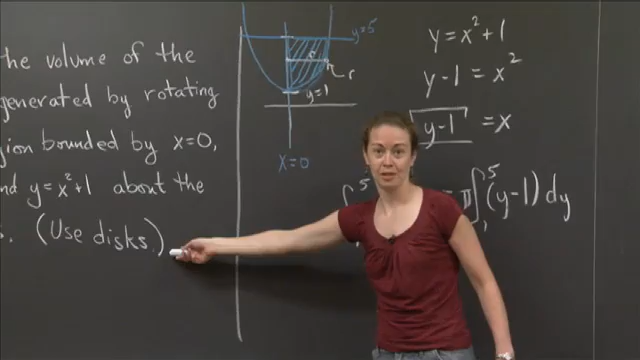 the volume of the
generated by rotating
gion bounded by x=0,
nd y=x²+1 about the
s. (Use disks.)
y=5
r
y=1
x=0
y=x²+1
y-1=x²
√y-1=x
∫₁⁵
=π∫₁⁵(y-1)dy